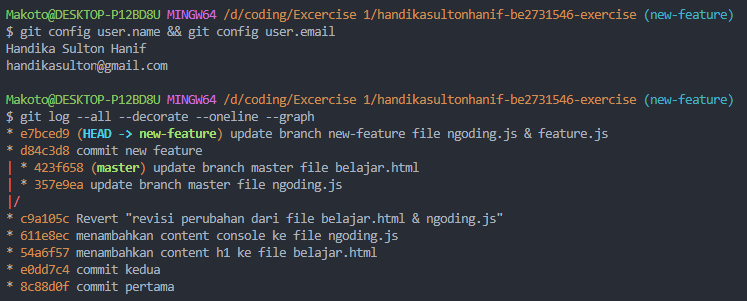 Makoto@DESKTOP-P12BD8U MINGW64 /d/coding/Excercise 1/handikasultonhanif-be2731546-exercise (new-feature)
$ git config user.name && git config user.email
Handika Sulton Hanif
handikasulton@gmail.com
Makoto@DESKTOP-P12BD8U MINGW64 /d/coding/Excercise 1/handikasultonhanif-be2731546-exercise (new-feature)
$ git log --all --decorate --oneline --graph
* e7bced9 (HEAD -> new-feature) update branch new-feature file ngoding.js & feature.js
* d84c3d8 commit new feature
| * 423f658 (master) update branch master file belajar.html
| * 357e9ea update branch master file ngoding.js
|/
* c9a105c Revert "revisi perubahan dari file belajar.html & ngoding.js"
* 611e8ec menambahkan content console ke file ngoding.js
* 54a6f57 menambahkan content h1 ke file belajar.html
* e0dd7c4 commit kedua
* 8c88d0f commit pertama